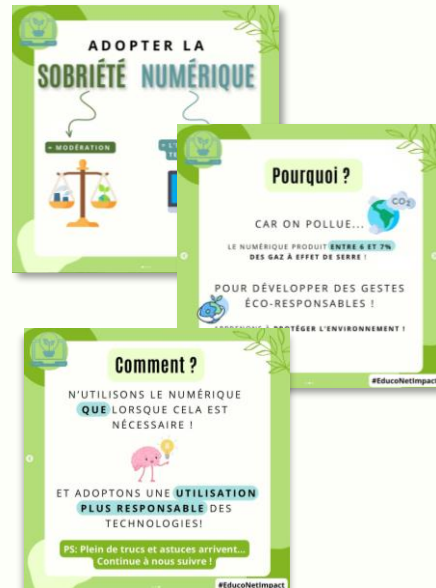 ADOPTER LA
SOBRIÉTÉ NUMÉRIQUE
= MODÉRATION
Pourquoi ?
CO2
CAR ON POLLUE...
LE NUMÉRIQUE PRODUIT ENTRE 6 ET 7%
DES GAZ À EFFET DE SERRE !
POUR DÉVELOPPER DES GESTES
ÉCO-RESPONSABLES !
PROTÉGER L'ENVIRONNEMENT !
#EducoNetImpact
Comment ?
N'UTILISONS LE NUMÉRIQUE
QUE LORSQUE CELA EST
NÉCESSAIRE !
ET ADOPTONS UNE UTILISATION
PLUS RESPONSABLE DES
TECHNOLOGIES!
PS: Plein de trucs et astuces arrivent...
Continue à nous suivre !
#EducoNetImpact